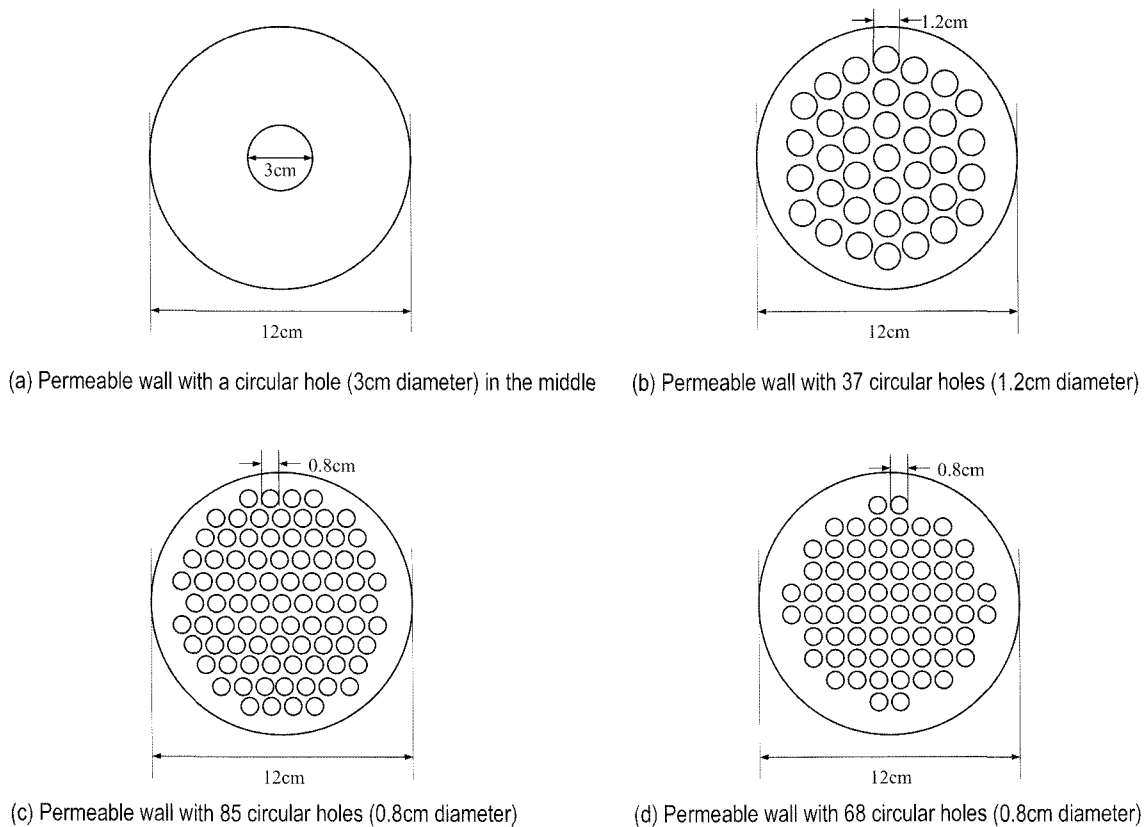 1.2cm
3cm
12cm
12cm
(a) Permeable wall with a circular hole (3cm diameter) in the middle
(b) Permeable wall with 37 circular holes (1.2cm diameter)
0.8cm
0.8cm
12cm
12cm
(c) Permeable wall with 85 circular holes (0.8cm diameter)
(d) Permeable wall with 68 circular holes (0.8cm diameter)